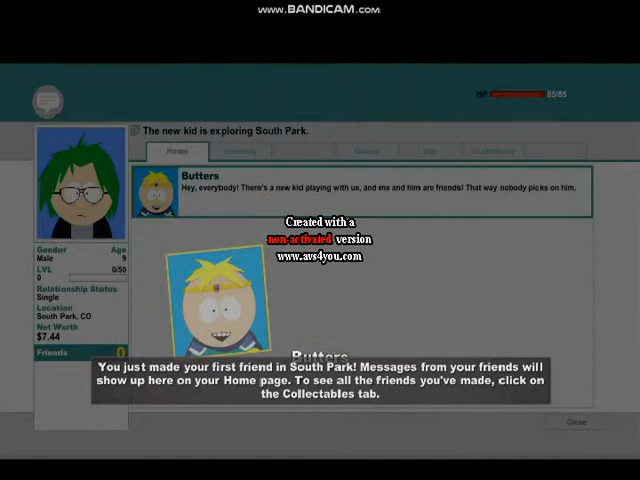 www.BANDICAM.com
HP 85/85
The new kid is exploring South Park.
Home Inventory Map Collectables
Butters
Hey, everybody! There's a new kid playing with us, and me and him are friends! That way nobody picks on him.
Created with a
non-activated version
www.avs4you.com
Gender Age
Male 9
LVL 0/50
0
Relationship Status
Single
Location
South Park, CO
Net Worth
$7.44
Friends 0
Butters
You just made your first friend in South Park! Messages from your friends will
show up here on your Home page. To see all the friends you've made, click on
the Collectables tab.
Close